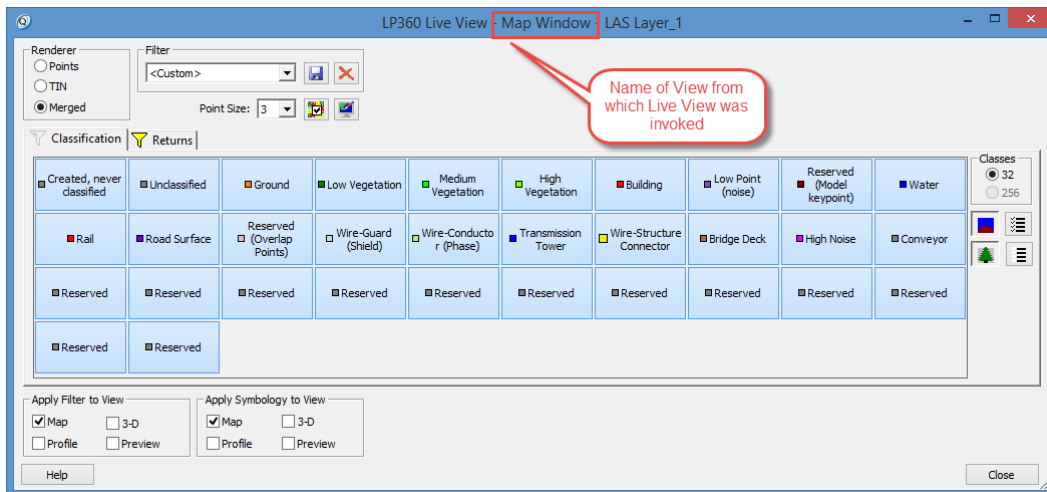 LP360 Live View - Map Window - LAS Layer_1
Name of View from
which Live View was
invoked
Renderer
Points
TIN
Merged
Filter
<Custom>
Point Size: 3
Classification
Returns
Created, never
classified
Unclassified
Ground
Low Vegetation
Medium
Vegetation
High
Vegetation
Building
Low Point
(noise)
Reserved
(Model
keypoint)
Water
Rail
Road Surface
Reserved
(Overlap
Points)
Wire-Guard
(Shield)
Wire-Conducto
r (Phase)
Transmission
Tower
Wire-Structure
Connector
Bridge Deck
High Noise
Conveyor
Reserved
Reserved
Reserved
Reserved
Reserved
Reserved
Reserved
Reserved
Reserved
Reserved
Reserved
Reserved
Classes
32
256
Apply Filter to View
Map
3-D
Profile
Preview
Apply Symbology to View
Map
3-D
Profile
Preview
Help
Close